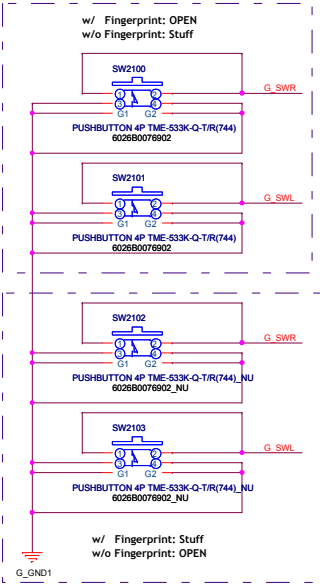 w/ Fingerprint: OPEN
w/o Fingerprint: Stuff
SW2100
1 2
G_SWR
3 4
G1 G2
PUSHBUTTON 4P TME-533K-Q-T/R(744)
6026B0076902
SW2101
1 2
G_SWL
3 4
G1 G2
PUSHBUTTON 4P TME-533K-Q-T/R(744)
6026B0076902
SW2102
1 2
G_SWR
3 4
G1 G2
PUSHBUTTON 4P TME-533K-Q-T/R(744)_NU
6026B0076902_NU
SW2103
1 2
G_SWL
3 4
G1 G2
PUSHBUTTON 4P TME-533K-Q-T/R(744)_NU
6026B0076902_NU
w/ Fingerprint: Stuff
w/o Fingerprint: OPEN
G_GND1